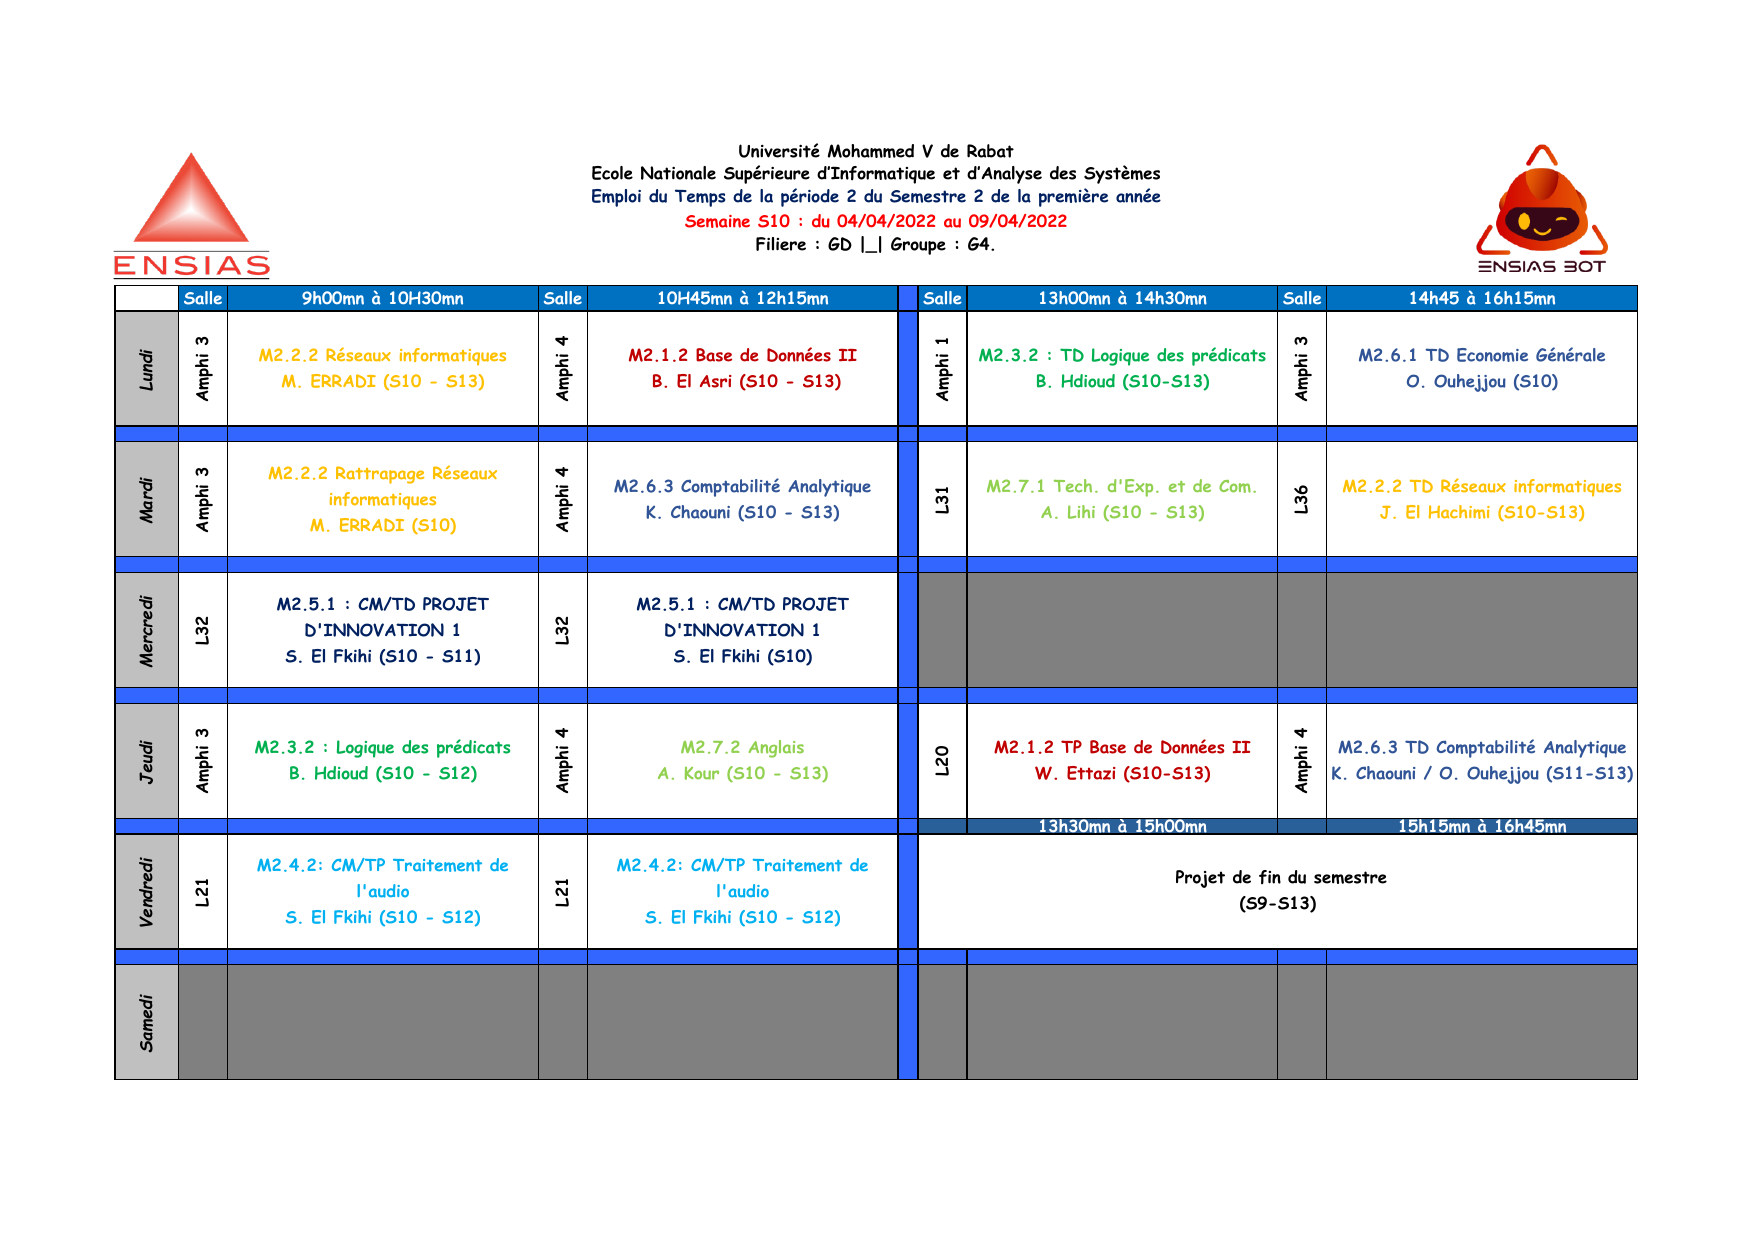 Université Mohammed V de Rabat
Ecole Nationale Supérieure d’Informatique et d’Analyse des Systèmes
Emploi du Temps de la période 2 du Semestre 2 de la première année
Semaine S10 : du 04/04/2022 au 09/04/2022
Filiere : GD |_| Groupe : G4.
ENSIAS
ENSIAS BOT
Salle 9h00mn à 10H30mn Salle 10H45mn à 12h15mn Salle 13h00mn à 14h30mn Salle 14h45 à 16h15mn
Lundi
Amphi 3
M2.2.2 Réseaux informatiques
M. ERRADI (S10 - S13)
Amphi 4
M2.1.2 Base de Données II
B. El Asri (S10 - S13)
Amphi 1
M2.3.2 : TD Logique des prédicats
B. Hdioud (S10-S13)
Amphi 3
M2.6.1 TD Economie Générale
O. Ouhejjou (S10)
Mardi
Amphi 3
M2.2.2 Rattrapage Réseaux
informatiques
M. ERRADI (S10)
Amphi 4
M2.6.3 Comptabilité Analytique
K. Chaouni (S10 - S13)
L31
M2.7.1 Tech. d'Exp. et de Com.
A. Lihi (S10 - S13)
L36
M2.2.2 TD Réseaux informatiques
J. El Hachimi (S10-S13)
Mercredi
L32
M2.5.1 : CM/TD PROJET
D'INNOVATION 1
S. El Fkihi (S10 - S11)
L32
M2.5.1 : CM/TD PROJET
D'INNOVATION 1
S. El Fkihi (S10)
Jeudi
Amphi 3
M2.3.2 : Logique des prédicats
B. Hdioud (S10 - S12)
Amphi 4
M2.7.2 Anglais
A. Kour (S10 - S13)
L20
M2.1.2 TP Base de Données II
W. Ettazi (S10-S13)
Amphi 4
M2.6.3 TD Comptabilité Analytique
K. Chaouni / O. Ouhejjou (S11-S13)
13h30mn à 15h00mn 15h15mn à 16h45mn
Vendredi
L21
M2.4.2: CM/TP Traitement de
l'audio
S. El Fkihi (S10 - S12)
L21
M2.4.2: CM/TP Traitement de
l'audio
S. El Fkihi (S10 - S12)
Projet de fin du semestre
(S9-S13)
Samedi